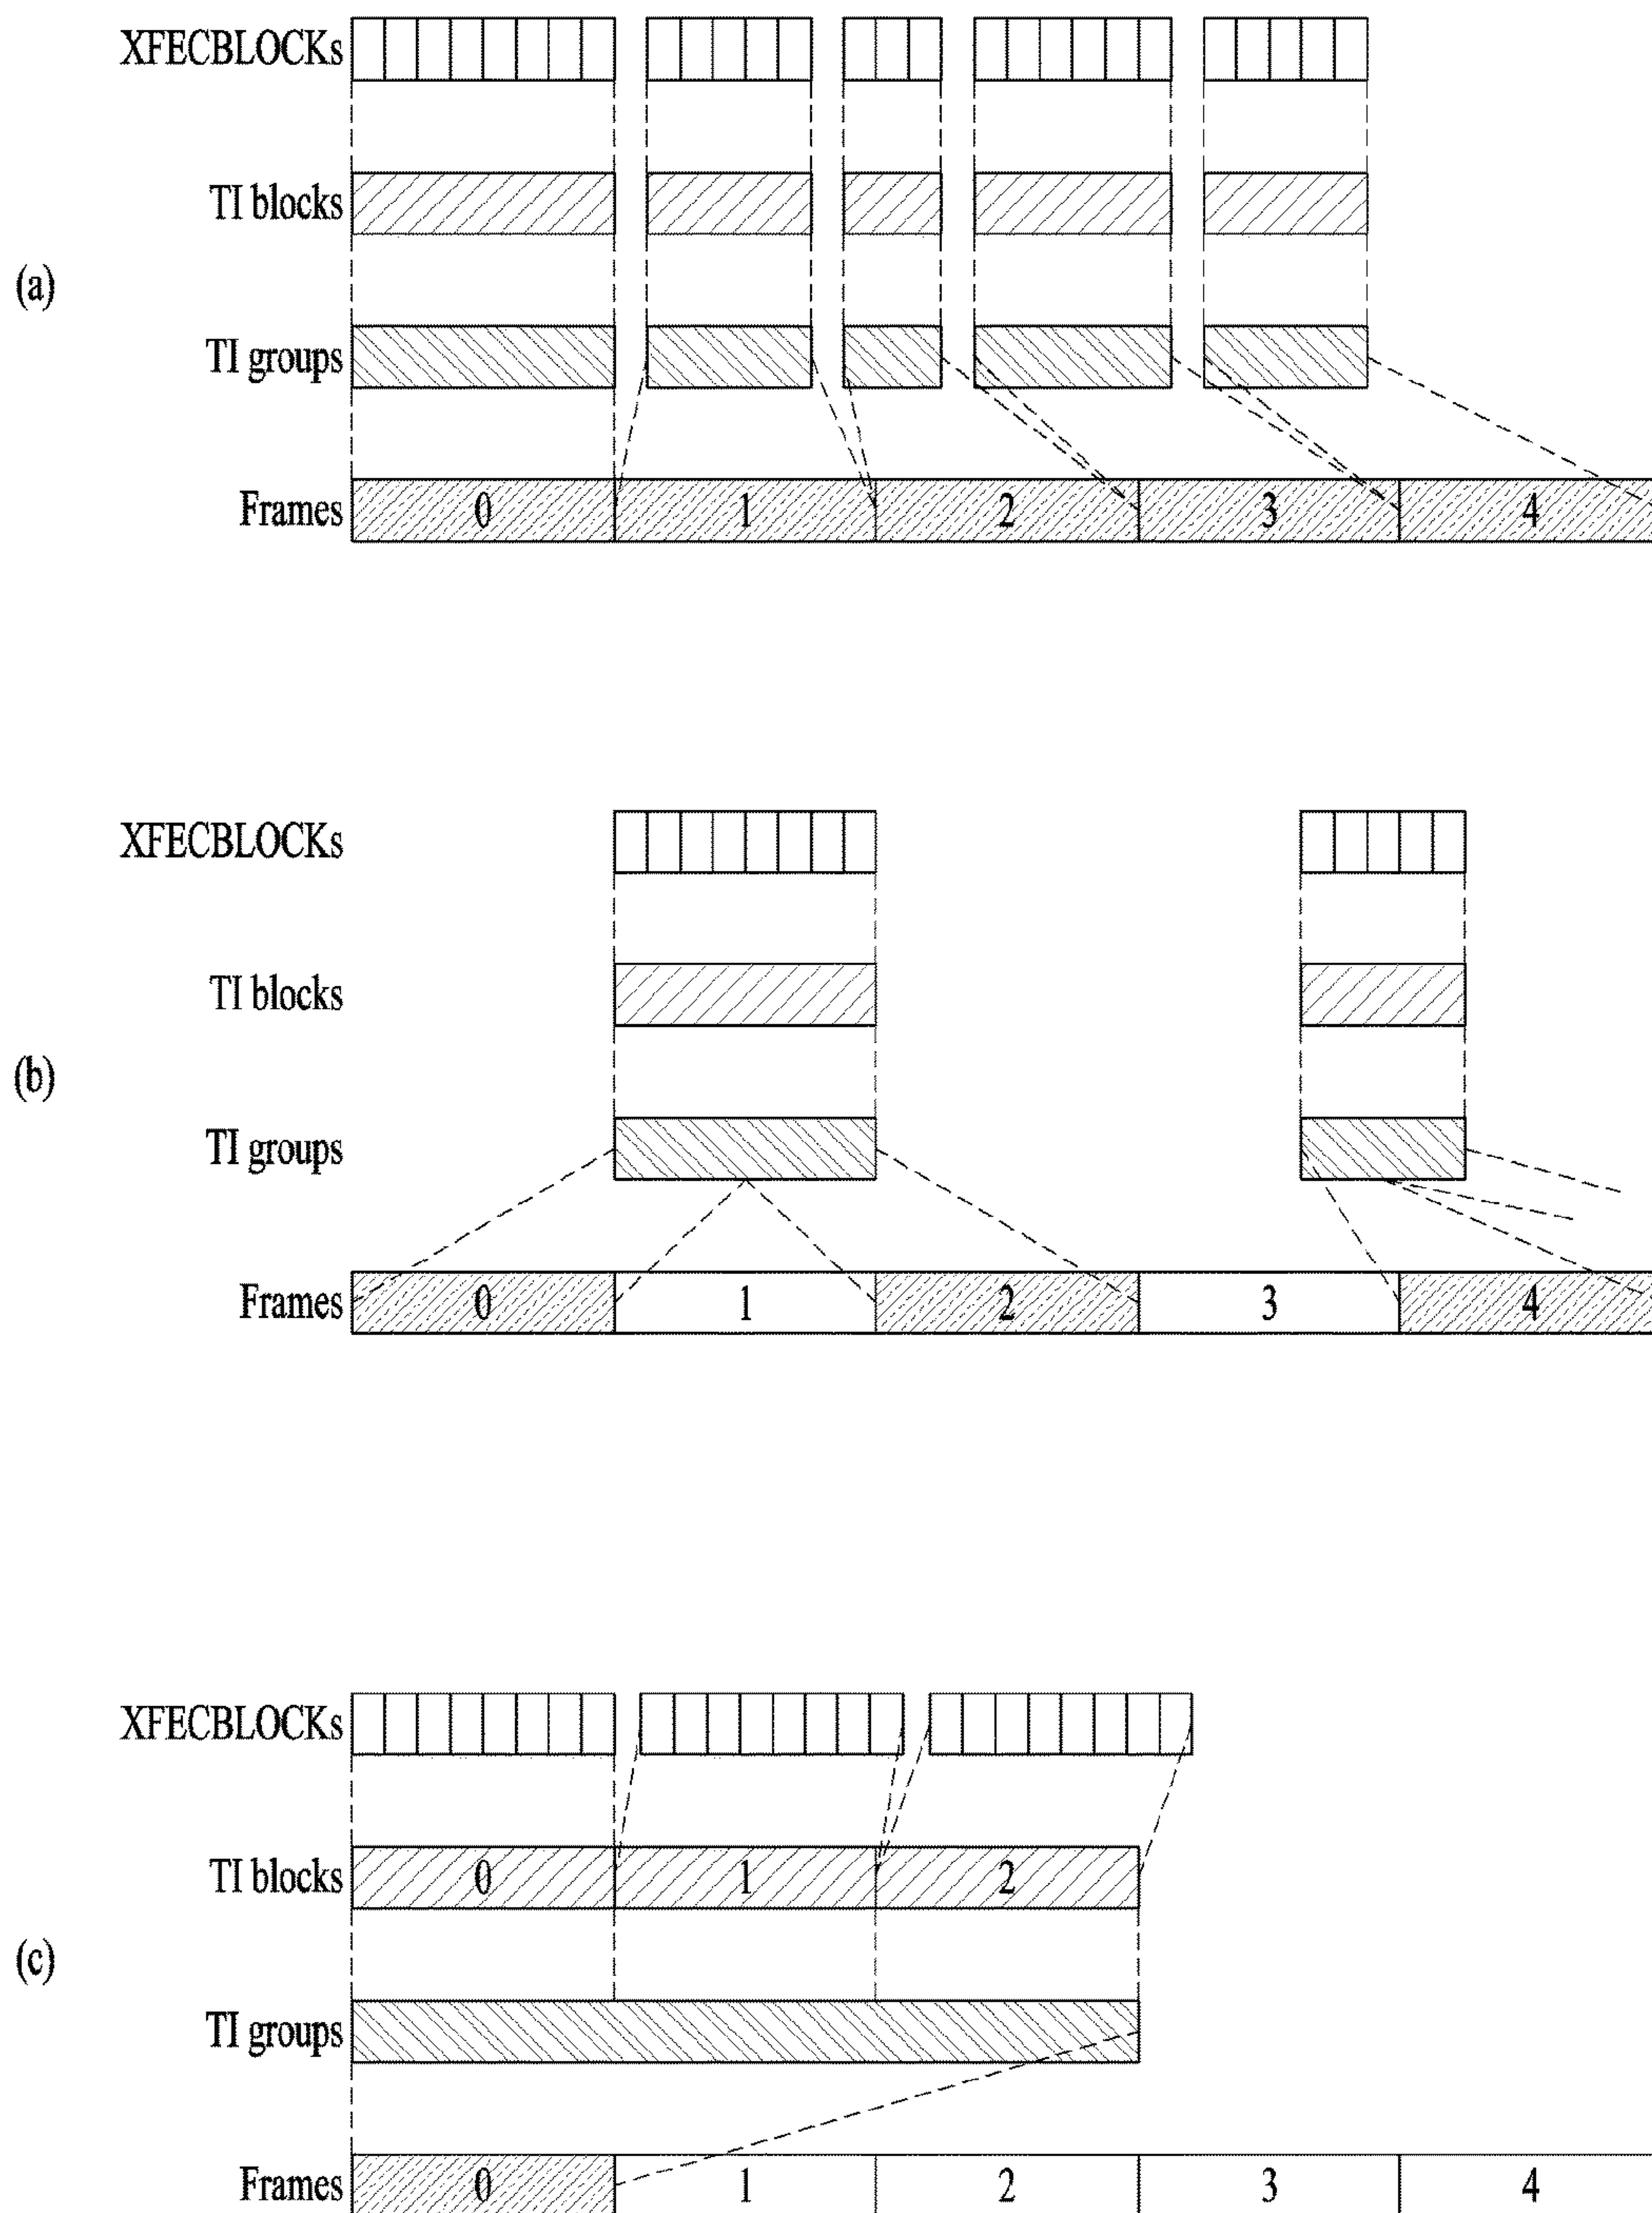 XFECBLOCKs
TI blocks
(a)
TI groups
Frames 0 1 2 3 4
XFECBLOCKs
TI blocks
(b)
TI groups
Frames 0 1 2 3 4
XFECBLOCKs
TI blocks 0 1 2
(c)
TI groups
Frames 0 1 2 3 4